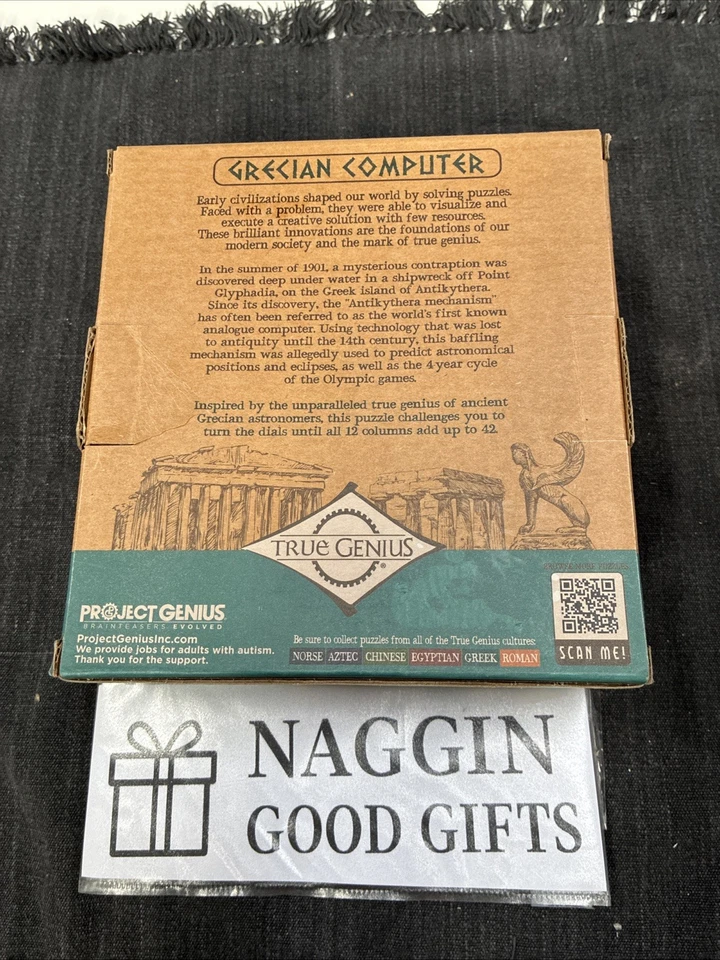 GRECIAN COMPUTER
Early civilizations shaped our world by solving puzzles.
Faced with a problem, they were able to visualize and
execute a creative solution with few resources.
These brilliant innovations are the foundations of our
modern society and the mark of true genius.
In the summer of 1901, a mysterious contraption was
discovered deep under water in a shipwreck off Point
Glyphadia, on the Greek island of Antikythera.
Since its discovery, the "Antikythera mechanism"
has often been referred to as the world's first known
analogue computer. Using technology that was lost
to antiquity until the 14th century, this baffling
mechanism was allegedly used to predict astronomical
positions and eclipses, as well as the 4 year cycle
of the Olympic games.
Inspired by the unparalleled true genius of ancient
Grecian astronomers, this puzzle challenges you to
turn the dials until all 12 columns add up to 42.
TRUE GENIUS®
PROJECT GENIUS
BRAINTEASERS EVOLVED
ProjectGeniusInc.com
We provide jobs for adults with autism.
Thank you for the support.
Be sure to collect puzzles from all of the True Genius cultures:
NORSE AZTEC CHINESE EGYPTIAN GREEK ROMAN
MORE PUZZLES
SCAN ME!
NAGGIN
GOOD GIFTS